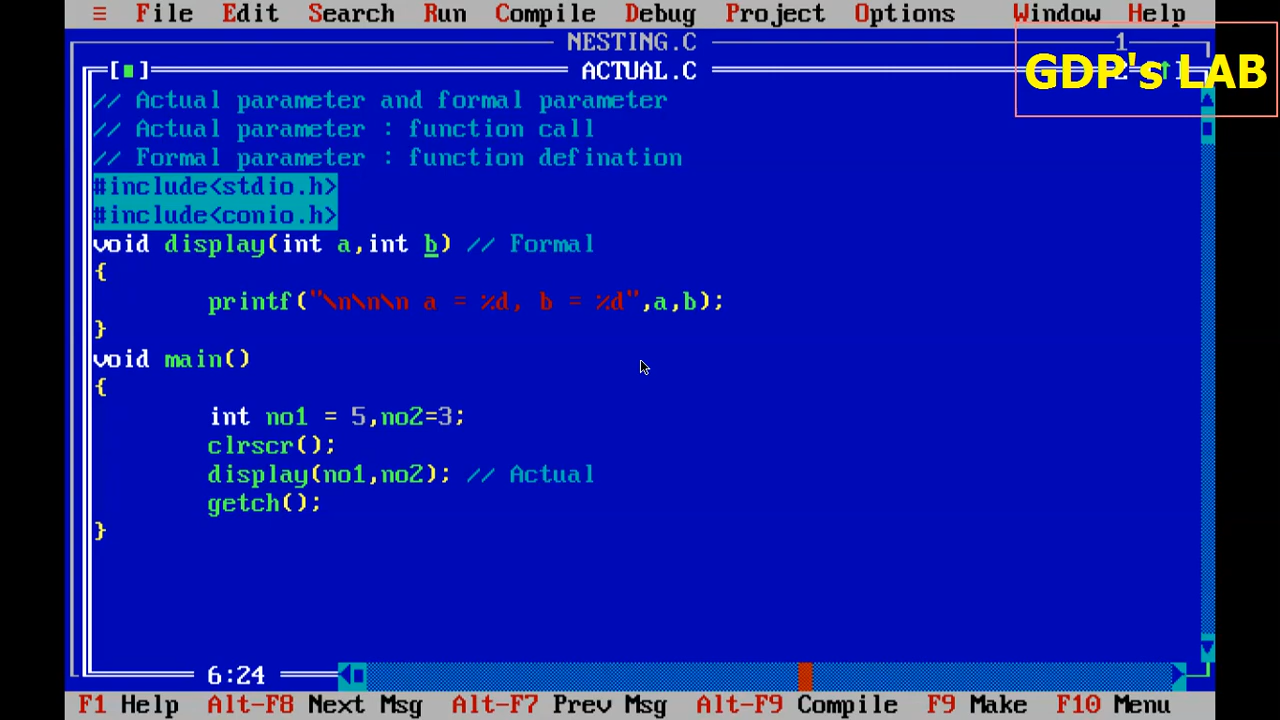 ≡ File Edit Search Run Compile Debug Project Options Window Help
NESTING.C 1
[■] ACTUAL.C
GDP's LAB
// Actual parameter and formal parameter
// Actual parameter : function call
// Formal parameter : function defination
#include<stdio.h>
#include<conio.h>
void display(int a,int b) // Formal
{
printf("\n\n\n a = %d, b = %d",a,b);
}
void main()
{
int no1 = 5,no2=3;
clrscr();
display(no1,no2); // Actual
getch();
}
6:24
F1 Help Alt-F8 Next Msg Alt-F7 Prev Msg Alt-F9 Compile F9 Make F10 Menu